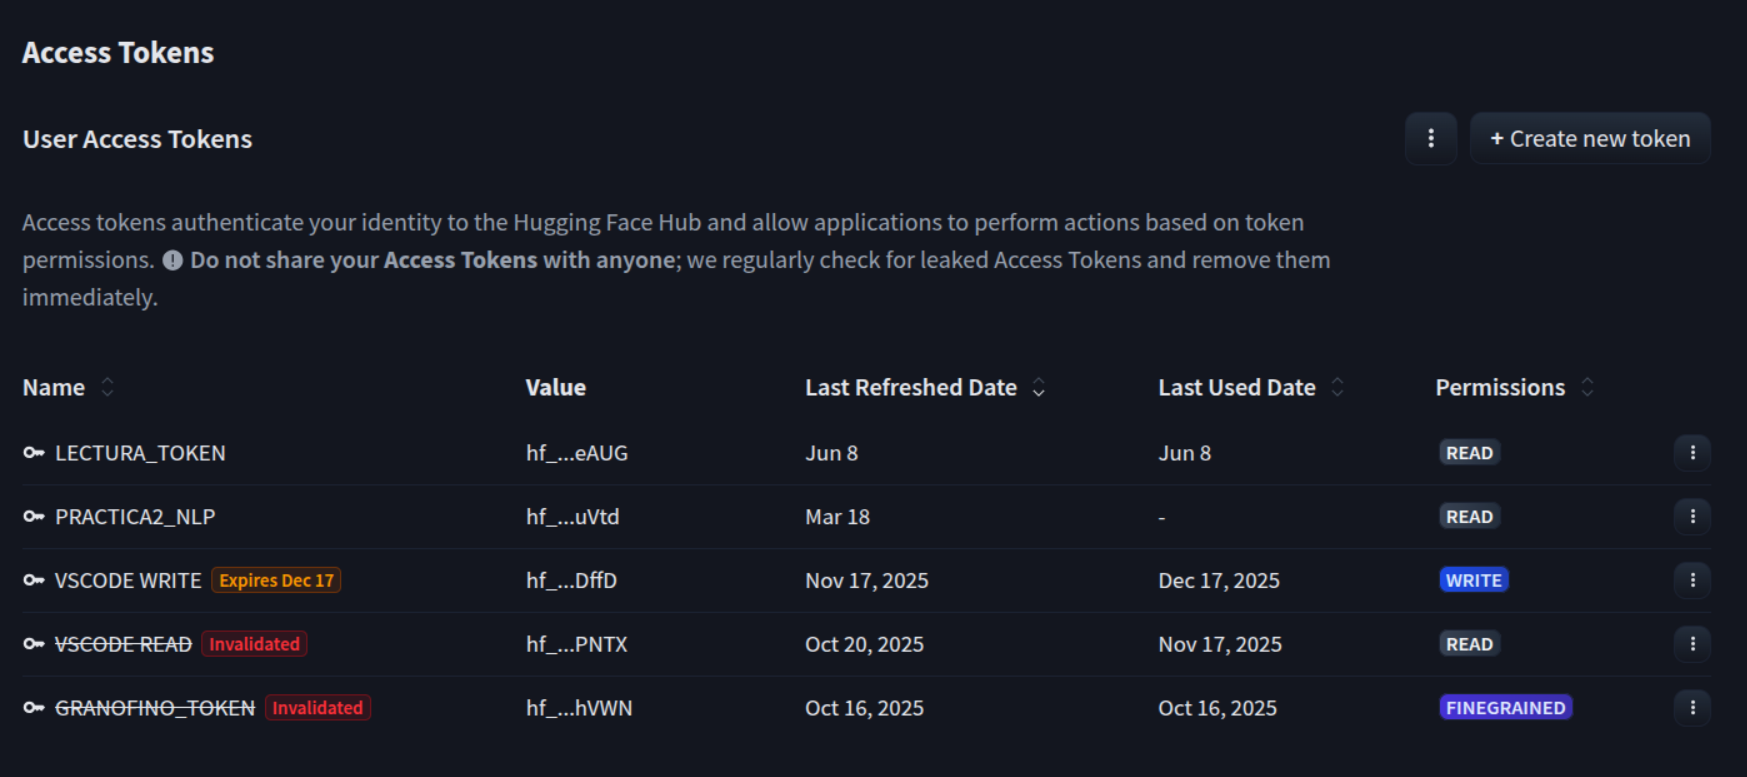 Access Tokens
User Access Tokens
+ Create new token
Access tokens authenticate your identity to the Hugging Face Hub and allow applications to perform actions based on token
permissions. Do not share your Access Tokens with anyone; we regularly check for leaked Access Tokens and remove them
immediately.
Name Value Last Refreshed Date Last Used Date Permissions
LECTURA_TOKEN hf_...eAUG Jun 8 Jun 8 READ
PRACTICA2_NLP hf_...uVtd Mar 18 - READ
VSCODE WRITE Expires Dec 17 hf_...DffD Nov 17, 2025 Dec 17, 2025 WRITE
VSCODE READ Invalidated hf_...PNTX Oct 20, 2025 Nov 17, 2025 READ
GRANOFINO_TOKEN Invalidated hf_...hVWN Oct 16, 2025 Oct 16, 2025 FINEGRAINED